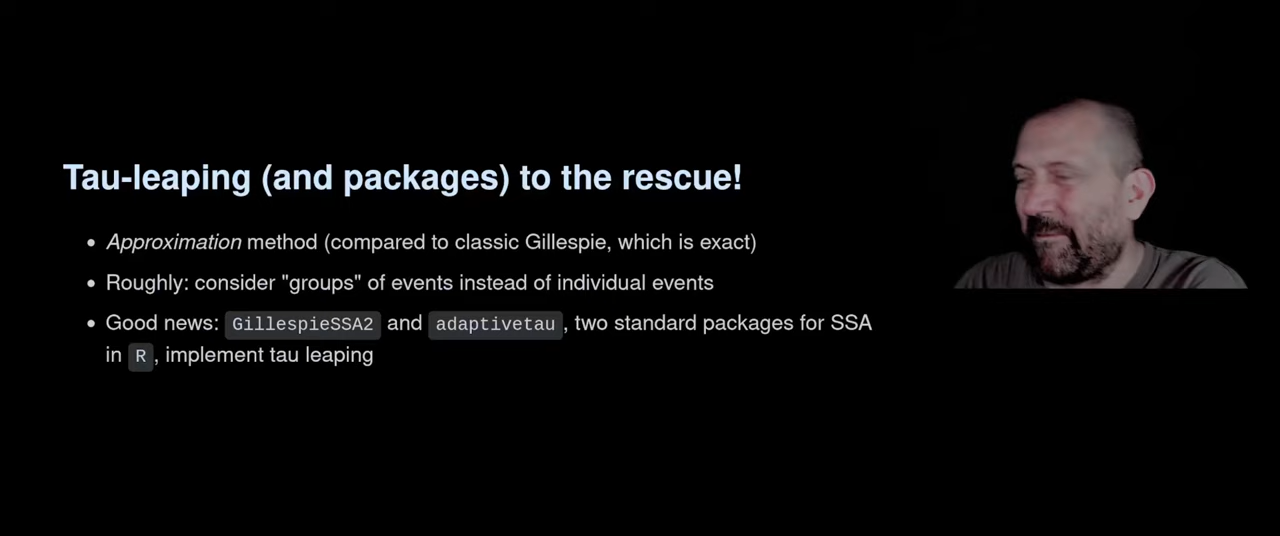 Tau-leaping (and packages) to the rescue!
Approximation method (compared to classic Gillespie, which is exact)
Roughly: consider "groups" of events instead of individual events
Good news: GillespieSSA2 and adaptivetau, two standard packages for SSA
in R, implement tau leaping